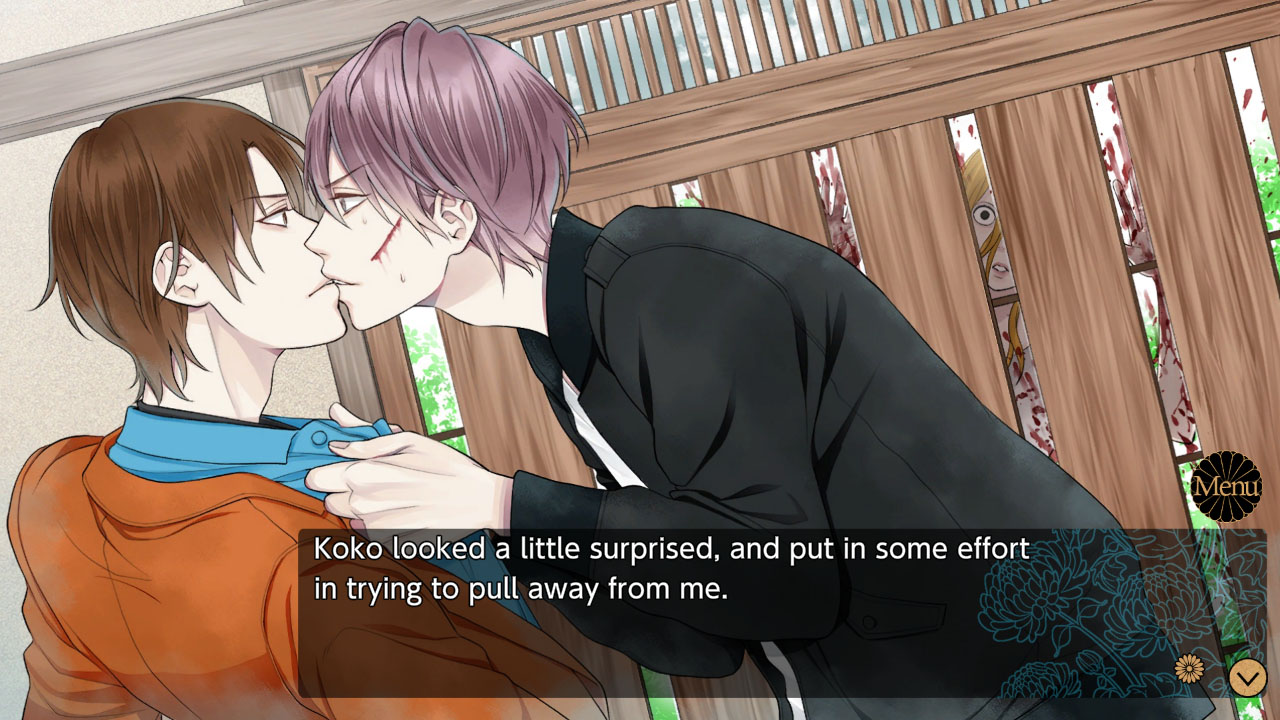 Menu
Koko looked a little surprised, and put in some effort
in trying to pull away from me.